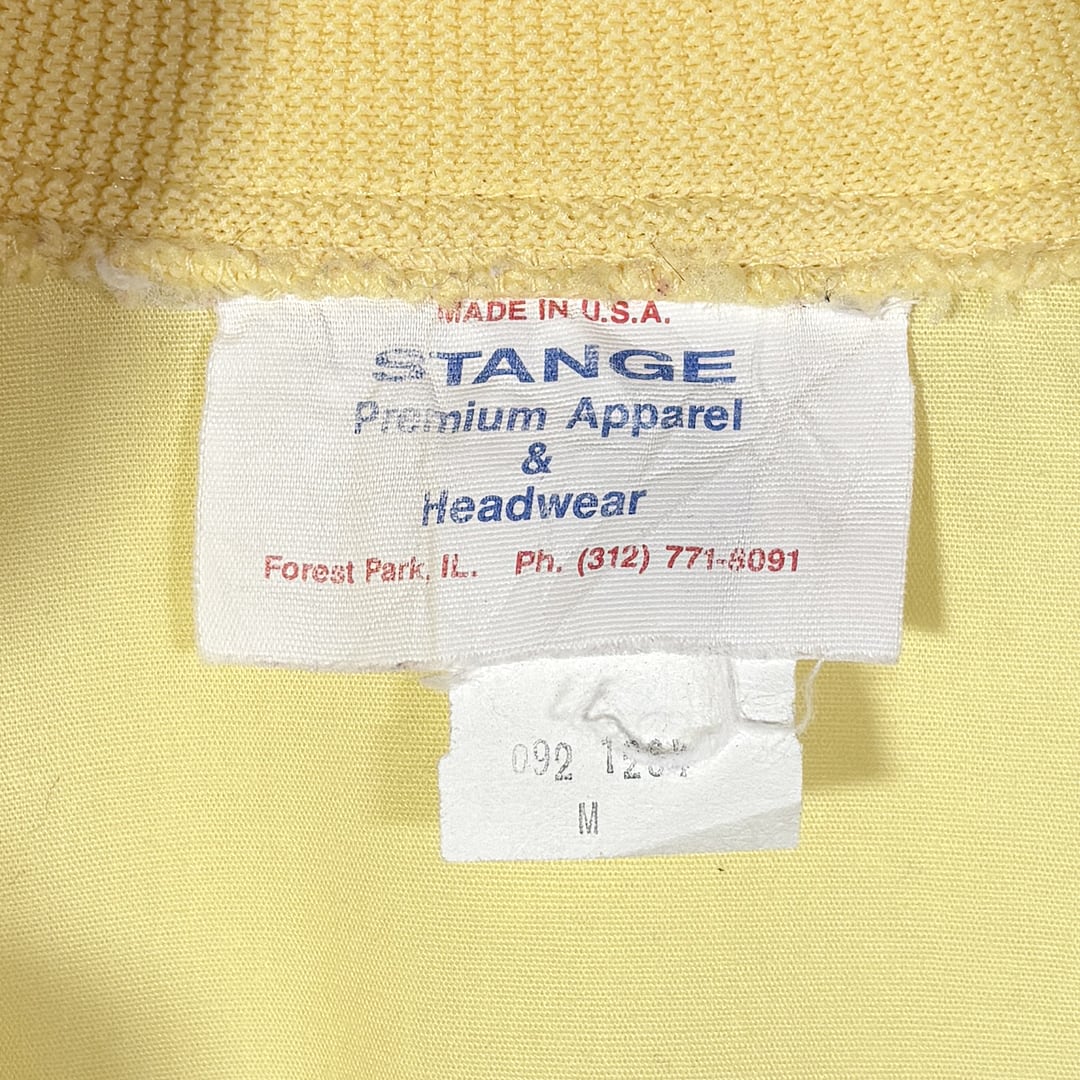 MADE IN U.S.A.
STANGE
Premium Apparel
&
Headwear
Forest Park, IL. Ph. (312) 771-8091
092
M